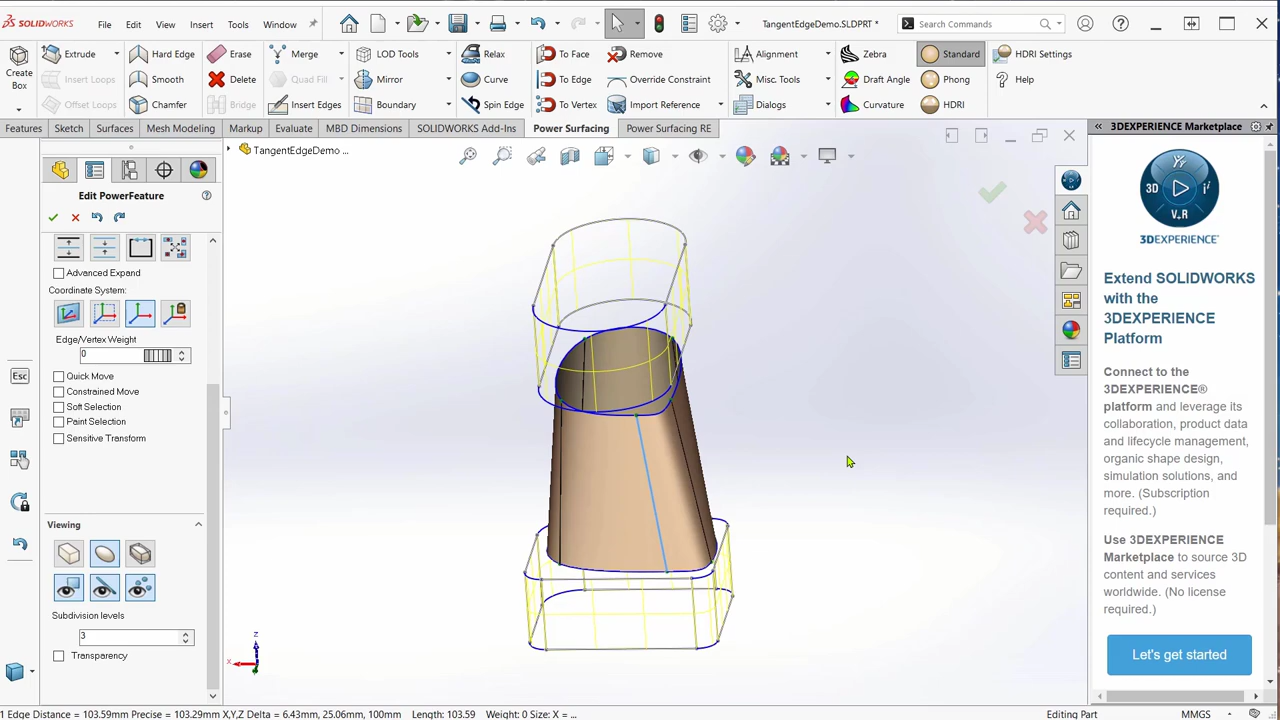 SOLIDWORKS
File
Edit
View
Insert
Tools
Window
TangentEdgeDemo.SLDPRT *
Search Commands
Create
Box
Extrude
Insert Loops
Offset Loops
Hard Edge
Smooth
Chamfer
Erase
Delete
Bridge
Merge
Quad Fill
Insert Edges
LOD Tools
Mirror
Boundary
Relax
Curve
Spin Edge
To Face
To Edge
To Vertex
Remove
Override Constraint
Import Reference
Alignment
Misc. Tools
Dialogs
Zebra
Draft Angle
Curvature
Standard
Phong
HDRI
HDRI Settings
Help
Features
Sketch
Surfaces
Mesh Modeling
Markup
Evaluate
MBD Dimensions
SOLIDWORKS Add-Ins
Power Surfacing
Power Surfacing RE
TangentEdgeDemo ...
Edit PowerFeature
Advanced Expand
Coordinate System:
Edge/Vertex Weight
0
Quick Move
Constrained Move
Soft Selection
Paint Selection
Sensitive Transform
Esc
Viewing
Subdivision levels
3
Transparency
z
x
3DEXPERIENCE Marketplace
3D
V.R
3DEXPERIENCE
Extend SOLIDWORKS
with the
3DEXPERIENCE
Platform
Connect to the
3DEXPERIENCE®
platform and leverage its
collaboration, product data
and lifecycle management,
organic shape design,
simulation solutions, and
more. (Subscription
required.)
Use 3DEXPERIENCE
Marketplace to source 3D
content and services
worldwide. (No license
required.)
Let's get started
1 Edge Distance = 103.59mm Precise = 103.29mm X,Y,Z Delta = 6.43mm, 25.06mm, 100mm Length: 103.59 Weight: 0 Size: X = ...
Editing Part
MMGS